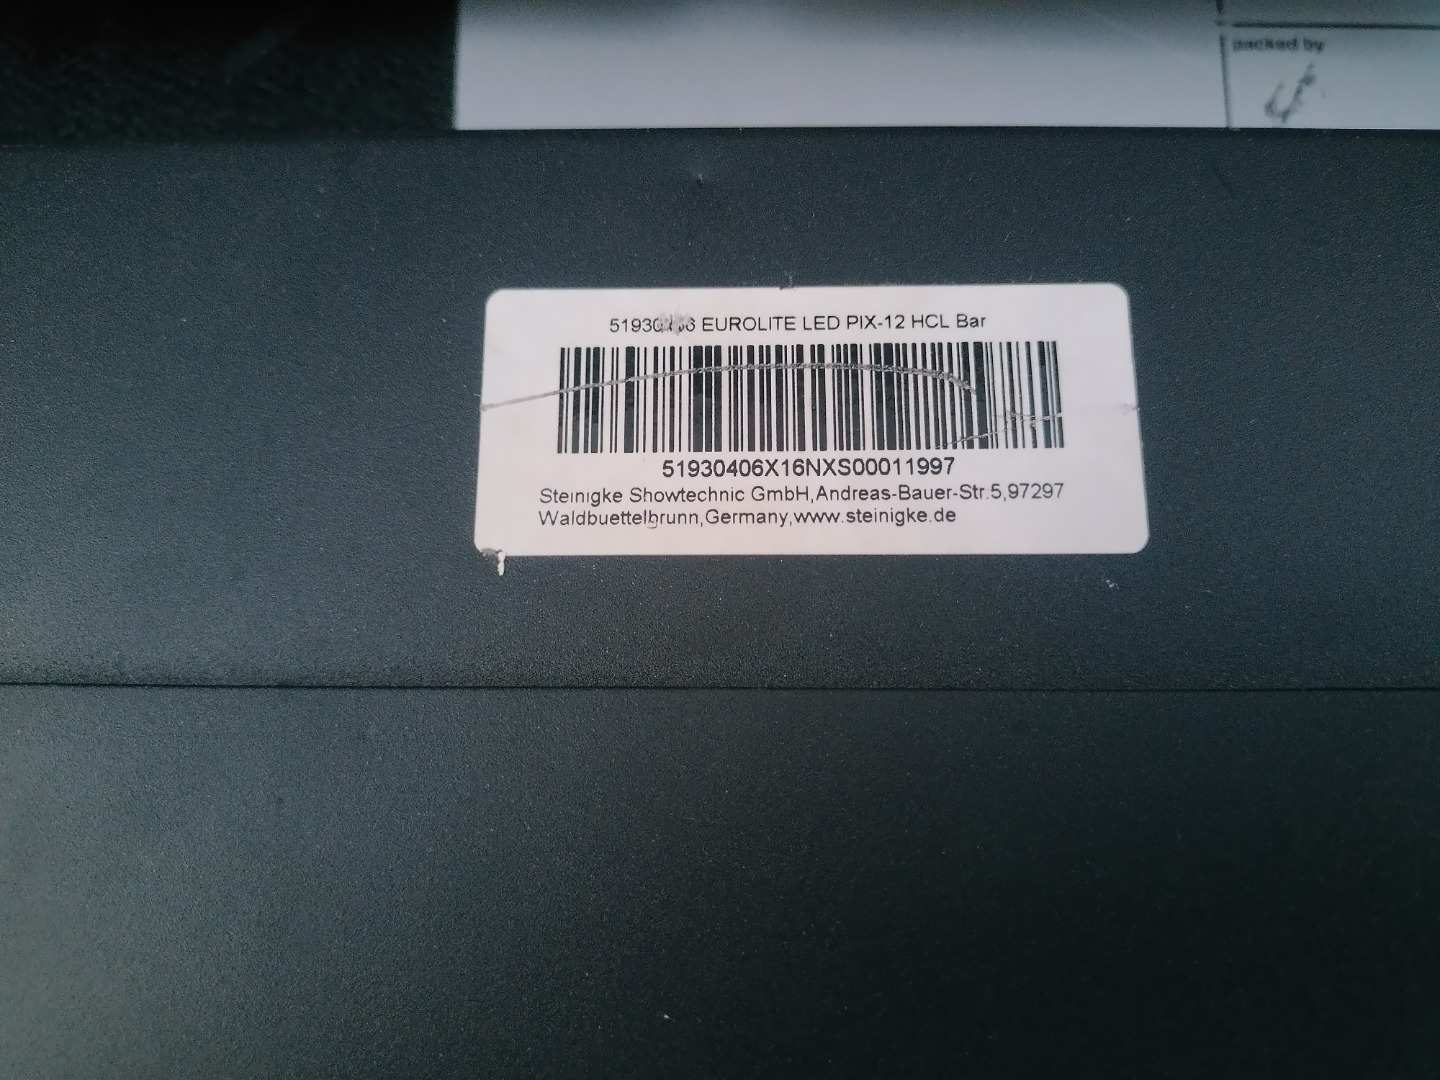 packed by
51930406 EUROLITE LED PIX-12 HCL Bar
51930406X16NXS00011997
Steinigke Showtechnic GmbH,Andreas-Bauer-Str.5,97297
Waldbuettelbrunn,Germany,www.steinigke.de